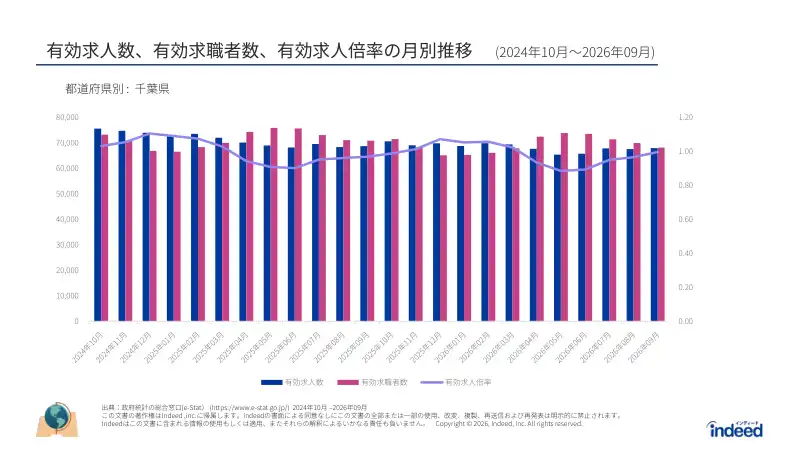 有効求人数、有効求職者数、有効求人倍率の月別推移 (2024年10月～2026年09月)
都道府県別： 千葉県
80,000
70,000
60,000
50,000
40,000
30,000
20,000
10,000
0
1.20
1.00
0.80
0.60
0.40
0.20
0.00
2024年10月
2024年11月
2024年12月
2025年01月
2025年02月
2025年03月
2025年04月
2025年05月
2025年06月
2025年07月
2025年08月
2025年09月
2025年10月
2025年11月
2025年12月
2026年01月
2026年02月
2026年03月
2026年04月
2026年05月
2026年06月
2026年07月
2026年08月
2026年09月
有効求人数 有効求職者数 有効求人倍率
出典：政府統計の総合窓口(e-Stat) (https://www.e-stat.go.jp/) 2024年10月 –2026年09月
この文書の著作権はIndeed ,Inc.に帰属します。Indeedの書面による同意なしにこの文書の全部または一部の使用、改変、複製、再送信および再発表は明示的に禁止されます。
Indeedはこの文書に含まれる情報の使用もしくは適用、またそれらの解釈によるいかなる責任も負いません。 Copyright © 2026, Indeed, Inc. All rights reserved.
インディード
indeed